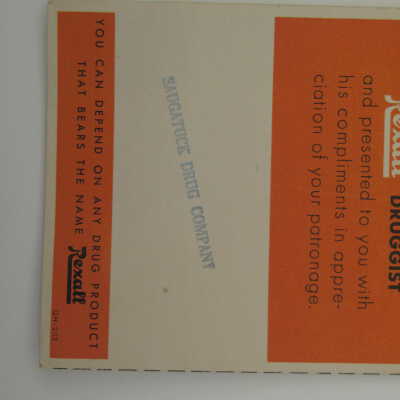 Rexall DRUGGIST
and presented to you with
his compliments in appre-
ciation of your patronage.
SAUGATUCK DRUG COMPANY
YOU CAN DEPEND ON ANY DRUG PRODUCT
THAT BEARS THE NAME Rexall